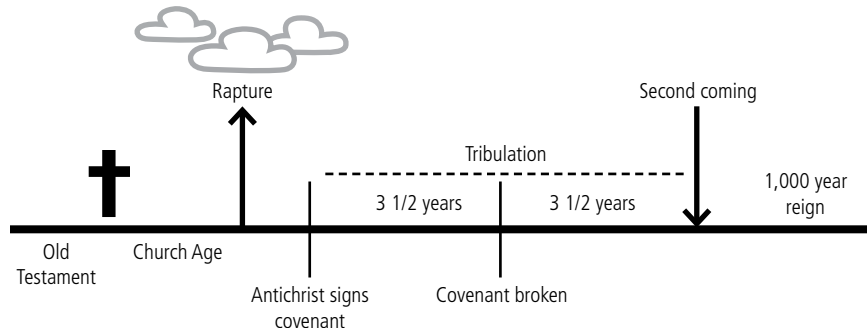 Rapture
Second coming
Tribulation
3 1/2 years
3 1/2 years
1,000 year
reign
Old
Testament
Church Age
Antichrist signs
covenant
Covenant broken